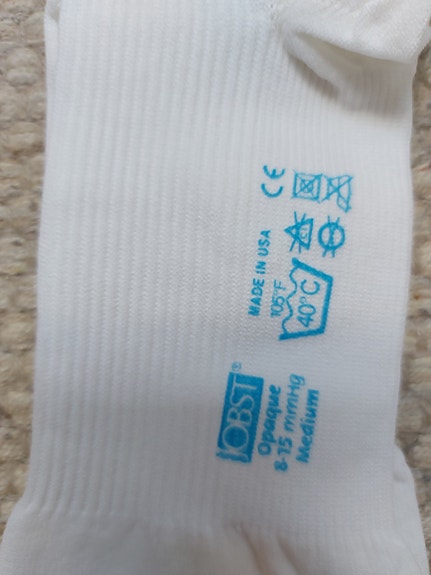 JOBST®
Opaque
8-15 mmHg
Medium
MADE IN USA
105°F
40°C
CE